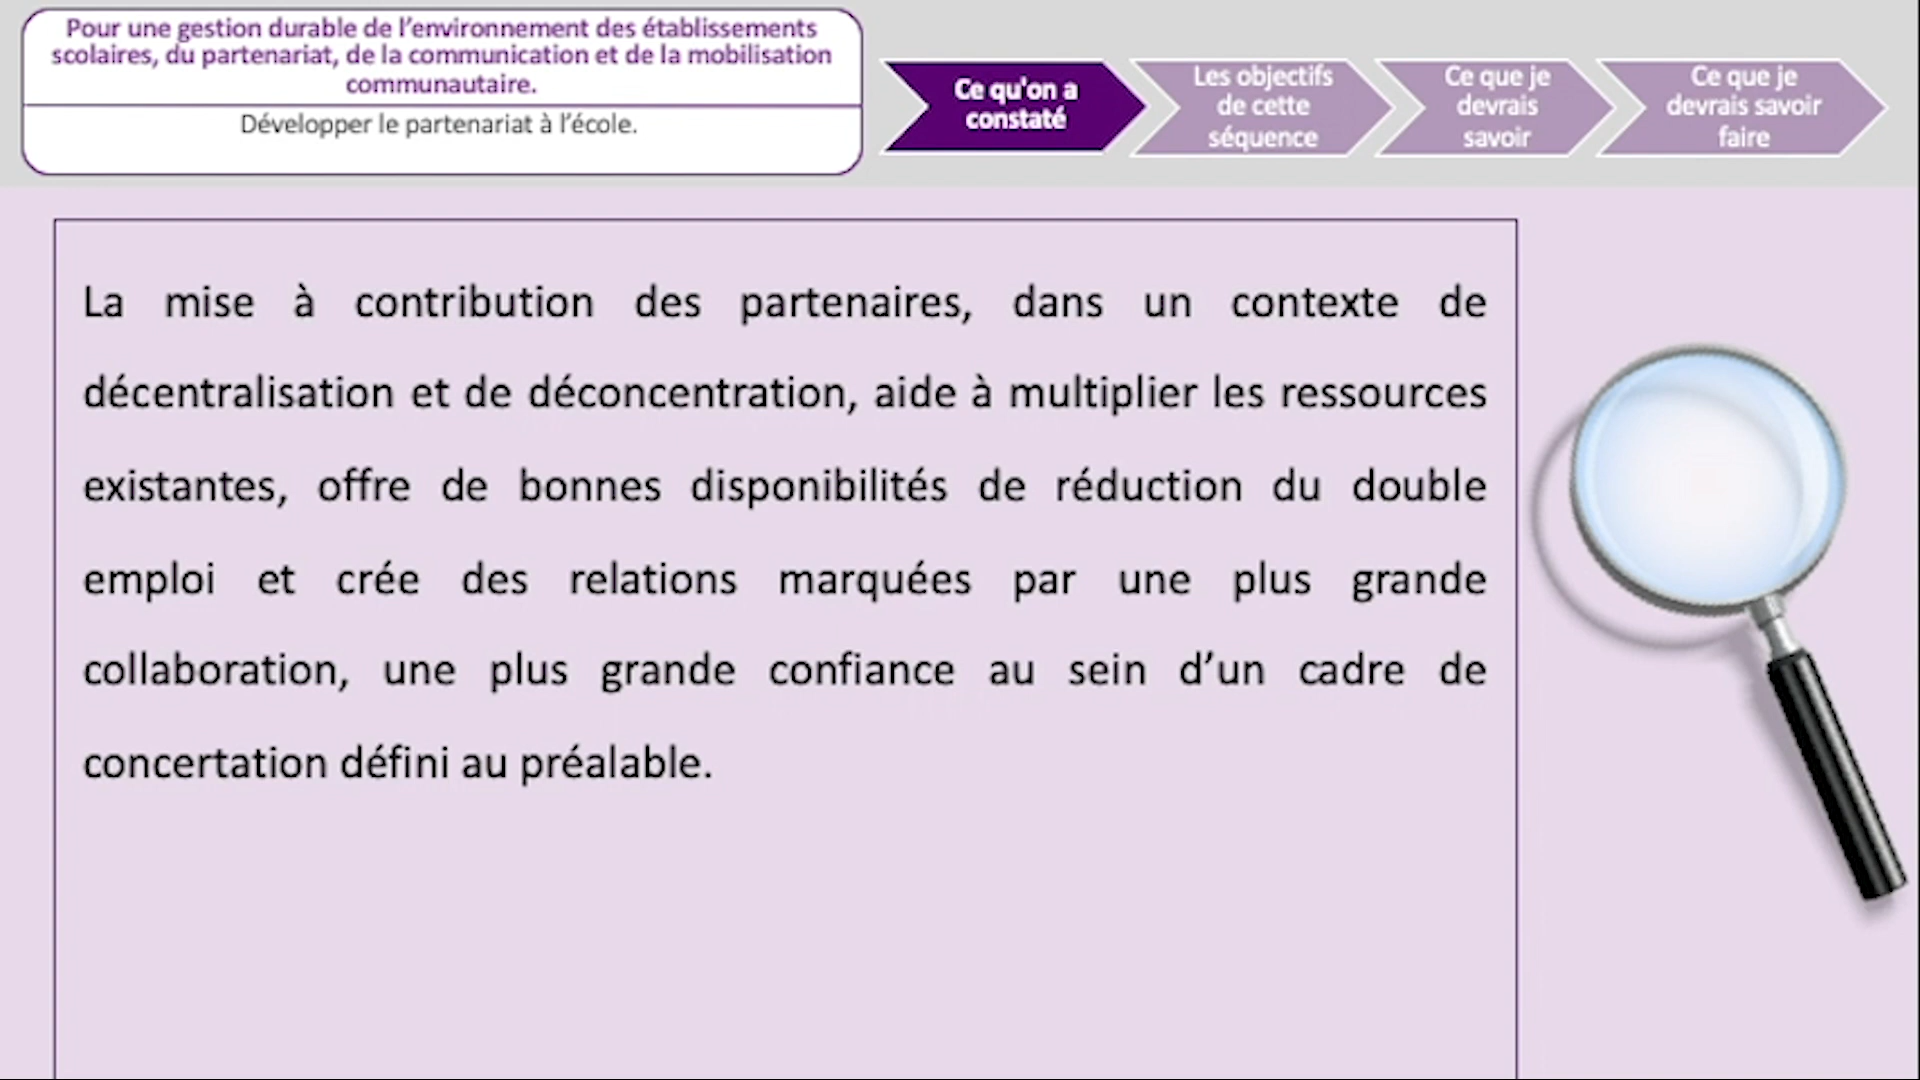 Pour une gestion durable de l’environnement des établissements
scolaires, du partenariat, de la communication et de la mobilisation
communautaire.
Développer le partenariat à l’école.
Ce qu'on a
constaté
Les objectifs
de cette
séquence
Ce que je
devrais
savoir
Ce que je
devrais savoir
faire
La mise à contribution des partenaires, dans un contexte de
décentralisation et de déconcentration, aide à multiplier les ressources
existantes, offre de bonnes disponibilités de réduction du double
emploi et crée des relations marquées par une plus grande
collaboration, une plus grande confiance au sein d’un cadre de
concertation défini au préalable.